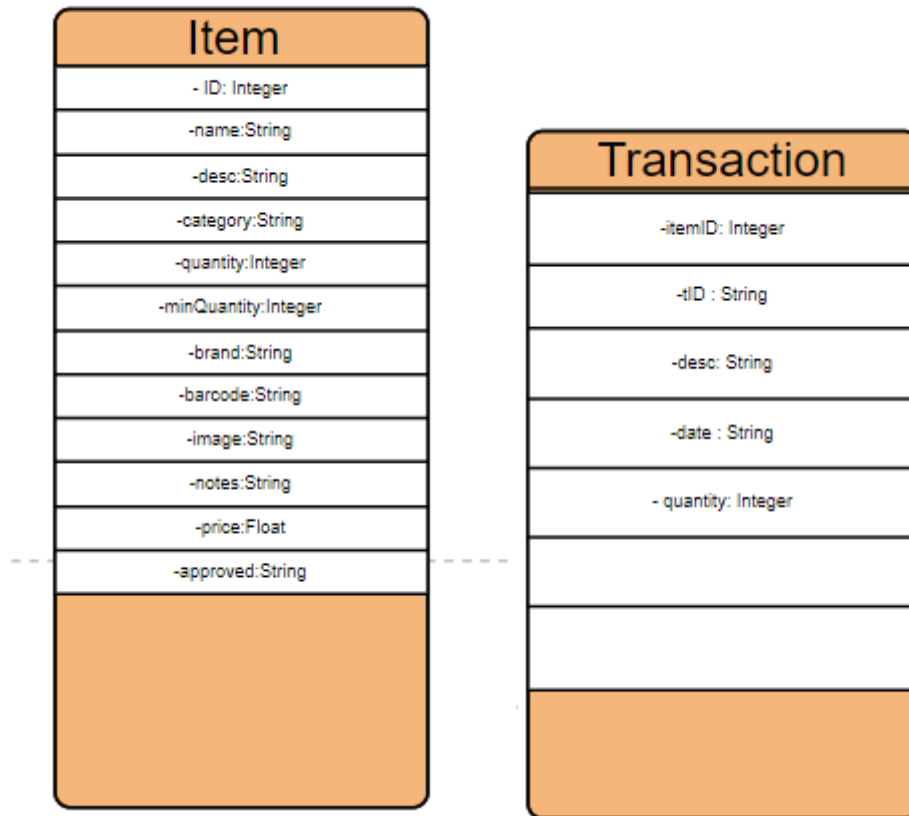 Item
- ID: Integer
-name:String
-desc:String
-category:String
-quantity:Integer
-minQuantity:Integer
-brand:String
-barcode:String
-image:String
-notes:String
-price:Float
-approved:String
Transaction
-itemID: Integer
-tID : String
-desc: String
-date : String
- quantity: Integer